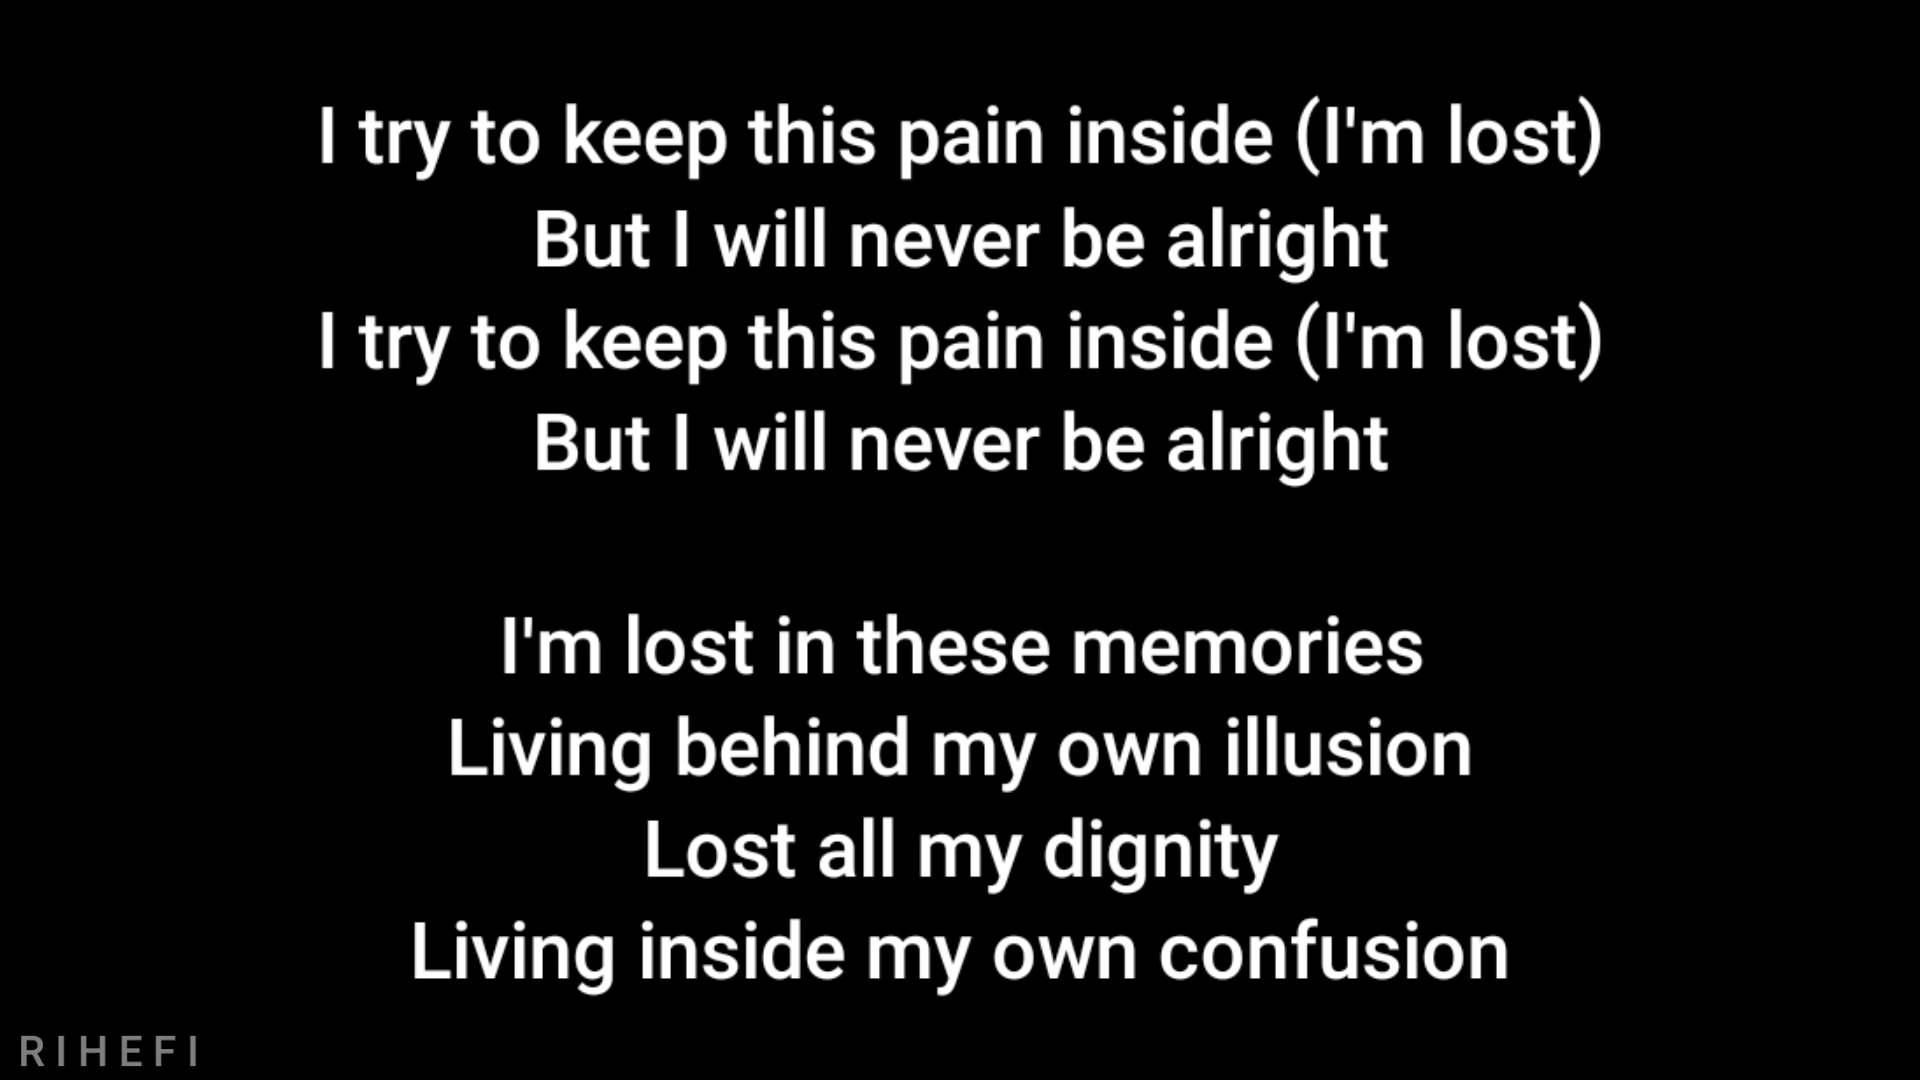 I try to keep this pain inside (I'm lost)
But I will never be alright
I try to keep this pain inside (I'm lost)
But I will never be alright
I'm lost in these memories
Living behind my own illusion
Lost all my dignity
Living inside my own confusion
RIHEFI